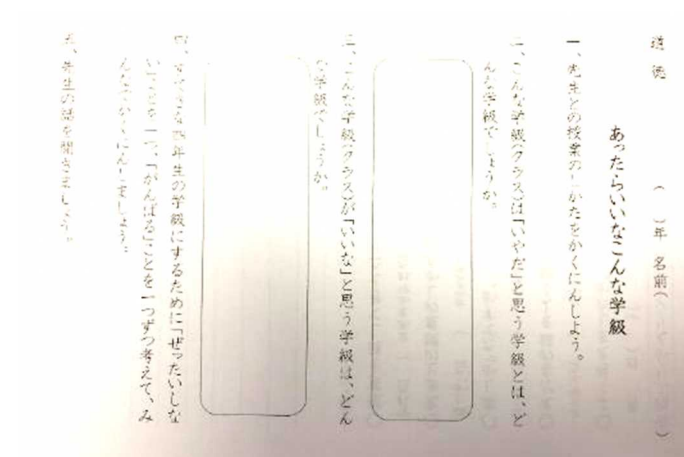 道徳 （ ）年 名前（ ）
あったらいいなこんな学級
一、先生との授業のしかたをかくにんしよう。
二、こんな学級（クラス）は「いやだ」と思う学級とは、ど
んな学級でしょうか。
三、こんな学級（クラス）が「いいな」と思う学級は、どん
な学級でしょうか。
四、すてきな四年生の学級にするために「ぜったいしな
い」ことを一つ、「がんばる」ことを一つずつ考えて、み
んなでかくにんしましょう。
五、先生の話を聞きましょう。